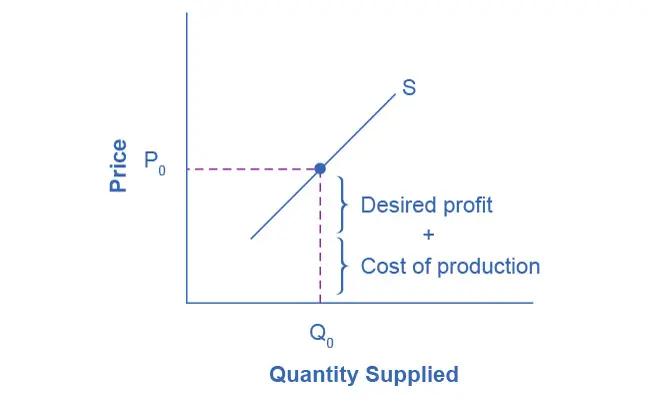 S
Price
P₀
Desired profit
+
Cost of production
Q₀
Quantity Supplied